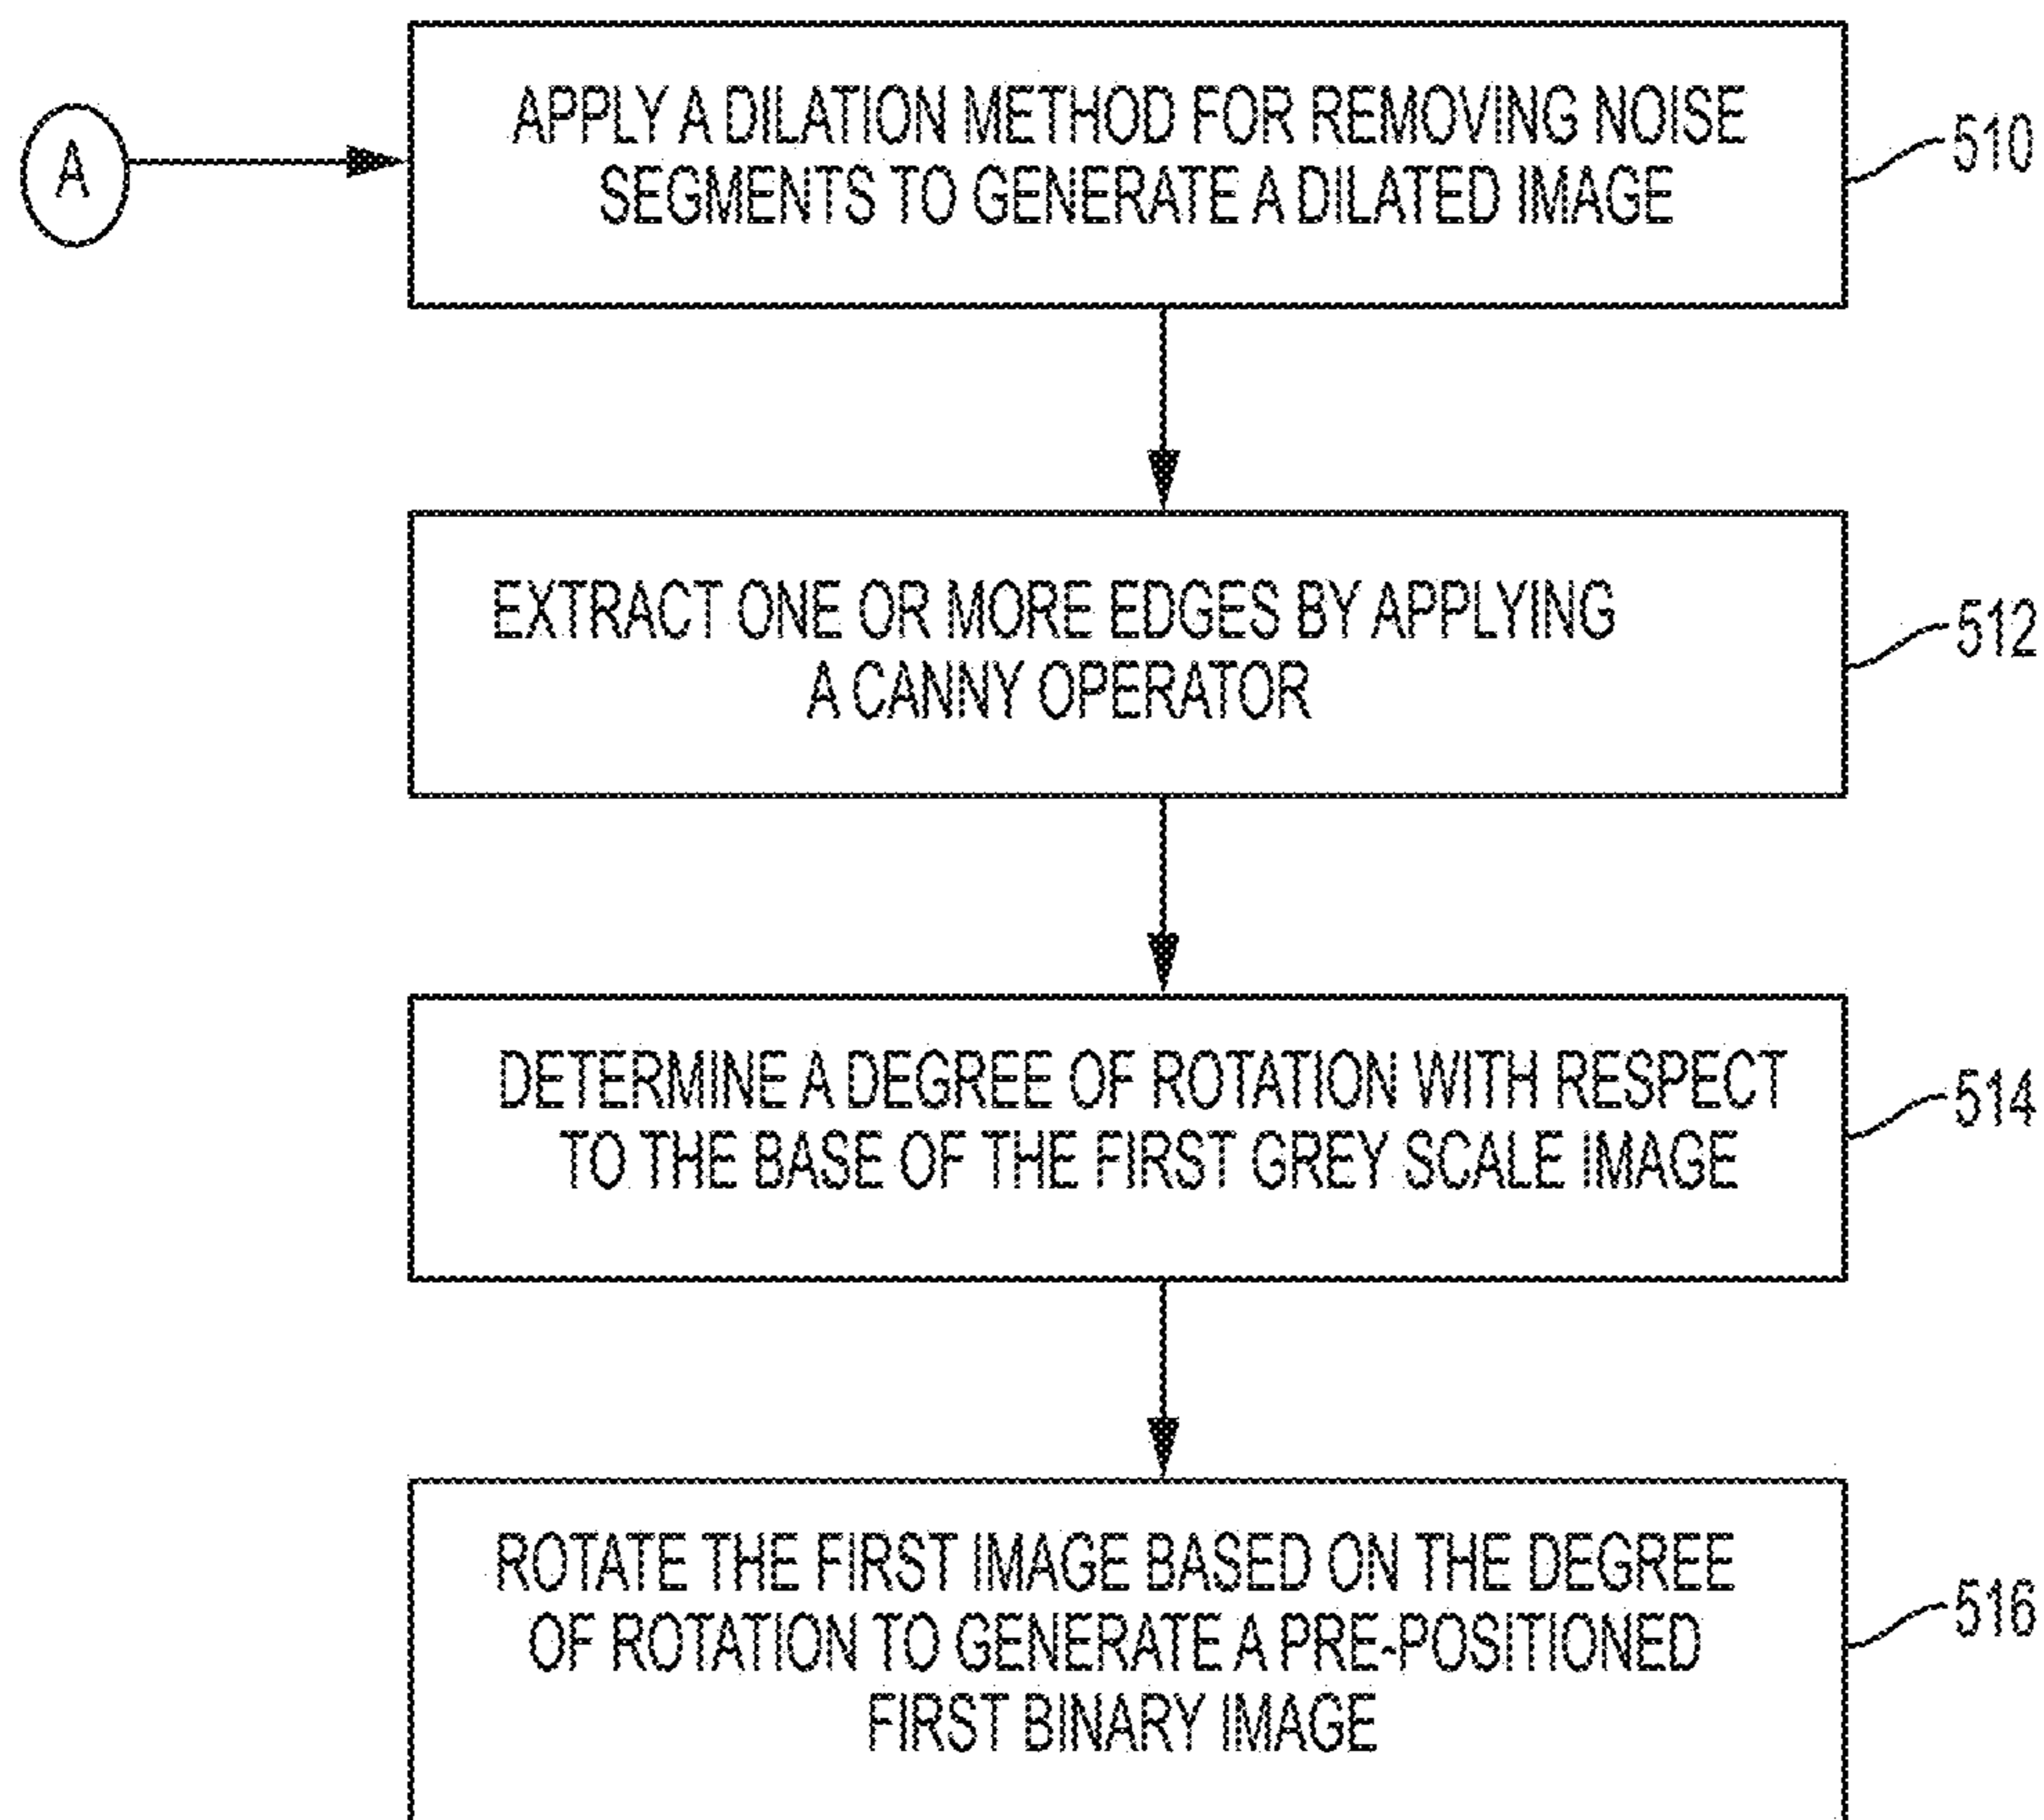 A
APPLY A DILATION METHOD FOR REMOVING NOISE
SEGMENTS TO GENERATE A DILATED IMAGE
510
EXTRACT ONE OR MORE EDGES BY APPLYING
A CANNY OPERATOR
512
DETERMINE A DEGREE OF ROTATION WITH RESPECT
TO THE BASE OF THE FIRST GREY SCALE IMAGE
514
ROTATE THE FIRST IMAGE BASED ON THE DEGREE
OF ROTATION TO GENERATE A PRE-POSITIONED
FIRST BINARY IMAGE
516